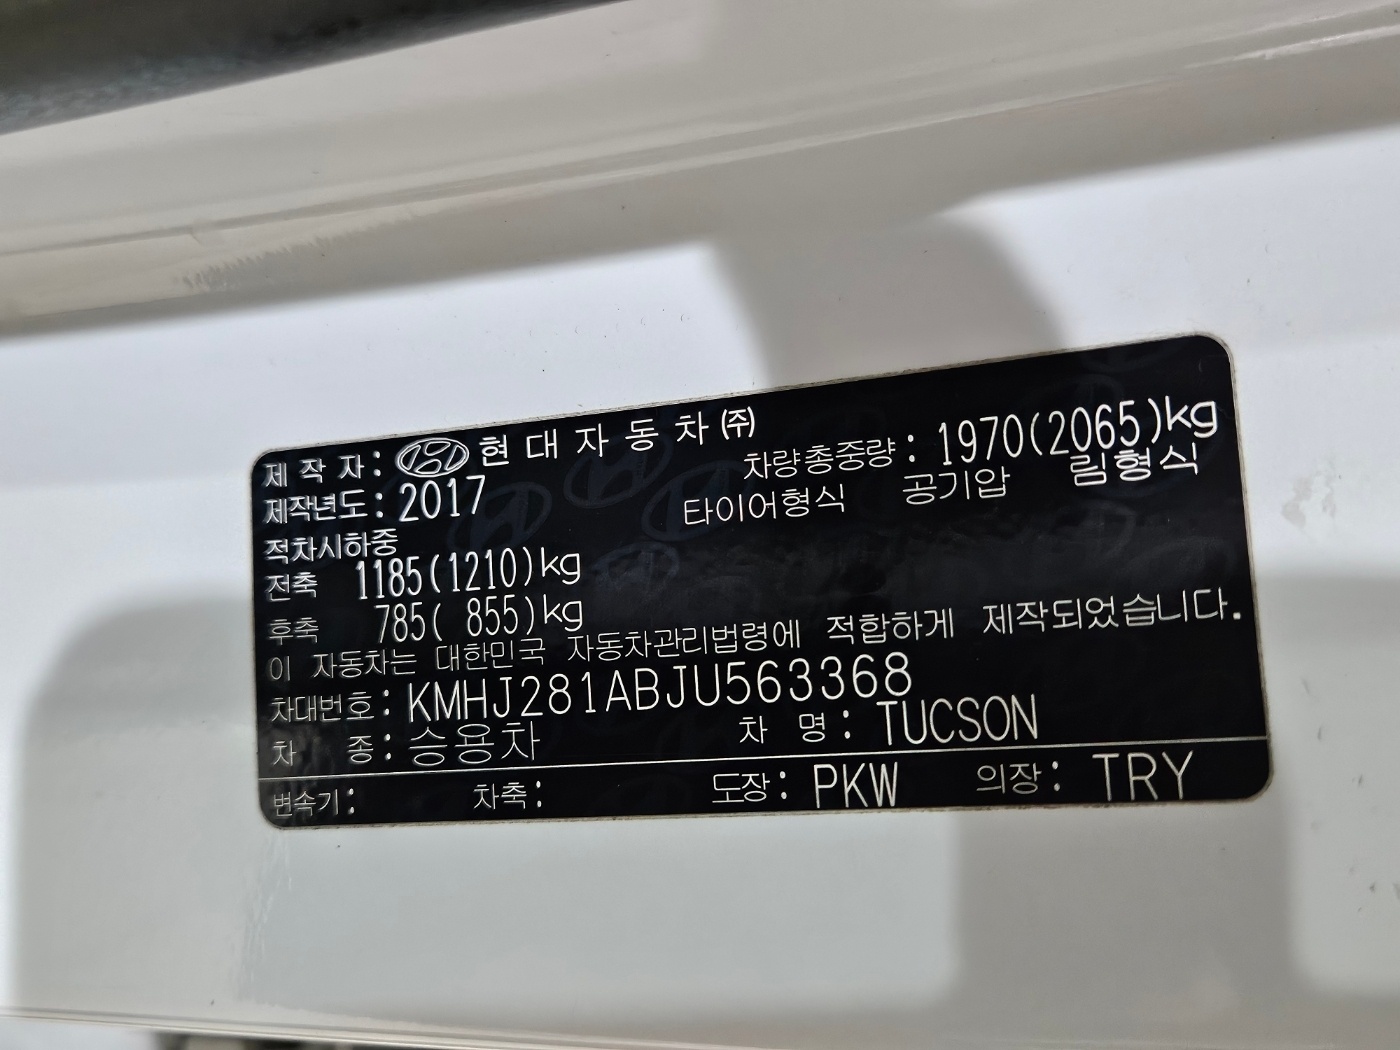 제 작 자 : 현 대 자 동 차 ㈜
차량총중량 : 1970(2065)kg
제작년도 : 2017
타이어형식 공기압 림형식
적차시하중
전축 1185(1210)kg
후축 785( 855)kg
이 자동차는 대한민국 자동차관리법령에 적합하게 제작되었습니다.
차대번호 : KMHJ281ABJU563368
차 종 : 승용차 차 명 : TUCSON
변속기 : 차축 : 도장 : PKW 의장 : TRY